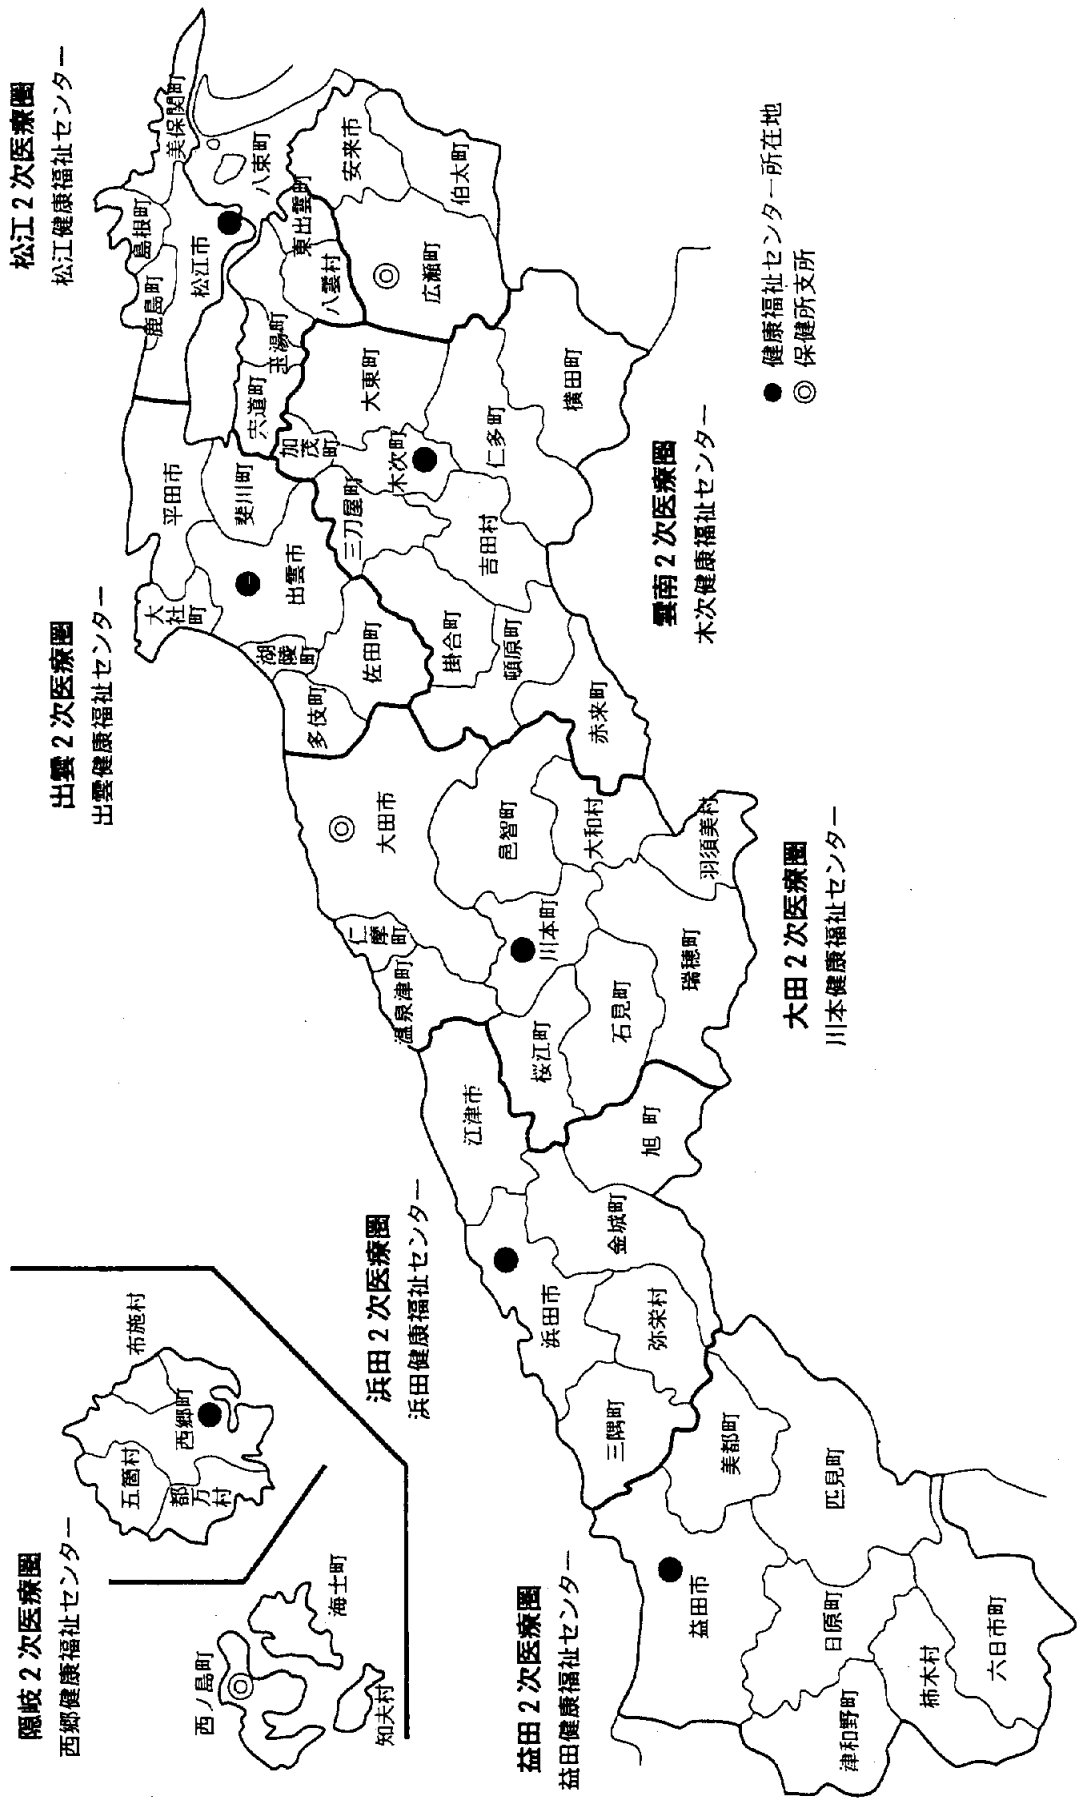 隠岐2次医療圏
西郷健康福祉センター
布施村
五箇村
西郷町
都万村
西ノ島町
海士町
知夫村
松江2次医療圏
松江健康福祉センター
美保関町
島根町
鹿島町
松江市
八束町
東出雲町
八雲村
玉湯町
宍道町
安来市
伯太町
広瀬町
出雲2次医療圏
出雲健康福祉センター
平田市
斐川町
大社町
出雲市
湖陵町
多伎町
佐田町
雲南2次医療圏
木次健康福祉センター
大東町
加茂町
木次町
三刀屋町
仁多町
横田町
吉田村
掛合町
頓原町
赤来町
大田2次医療圏
川本健康福祉センター
大田市
仁摩町
温泉津町
邑智町
大和村
羽須美村
川本町
瑞穂町
石見町
桜江町
浜田2次医療圏
浜田健康福祉センター
江津市
旭町
金城町
浜田市
弥栄村
三隅町
益田2次医療圏
益田健康福祉センター
益田市
美都町
匹見町
日原町
津和野町
柿木村
六日市町
● 健康福祉センター所在地
◎ 保健所支所